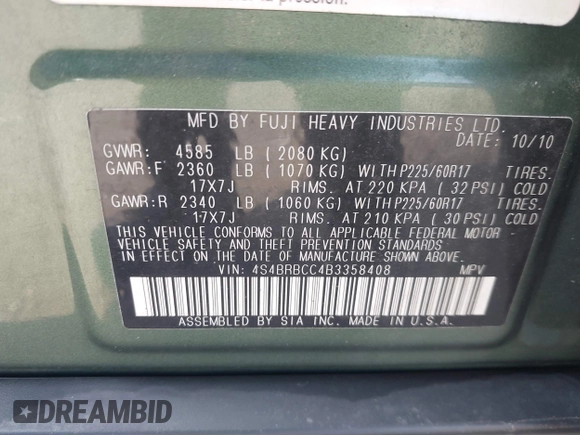 MFD BY FUJI HEAVY INDUSTRIES LTD.
DATE: 10/10
GVWR: 4585 LB ( 2080 KG)
GAWR:F 2360 LB ( 1070 KG) WITH P225/60R17 TIRES.
17X7J RIMS. AT 220 KPA ( 32 PSI) COLD
GAWR:R 2340 LB ( 1060 KG) WITH P225/60R17 TIRES.
17X7J RIMS. AT 210 KPA ( 30 PSI) COLD
THIS VEHICLE CONFORMS TO ALL APPLICABLE FEDERAL MOTOR
VEHICLE SAFETY AND THEFT PREVENTION STANDARDS
IN EFFECT ON THE DATE OF MANUFACTURE SHOWN ABOVE.
VIN: 4S4BRBCC4B3358408 MPV
ASSEMBLED BY SIA INC. MADE IN U.S.A.
DREAMBID